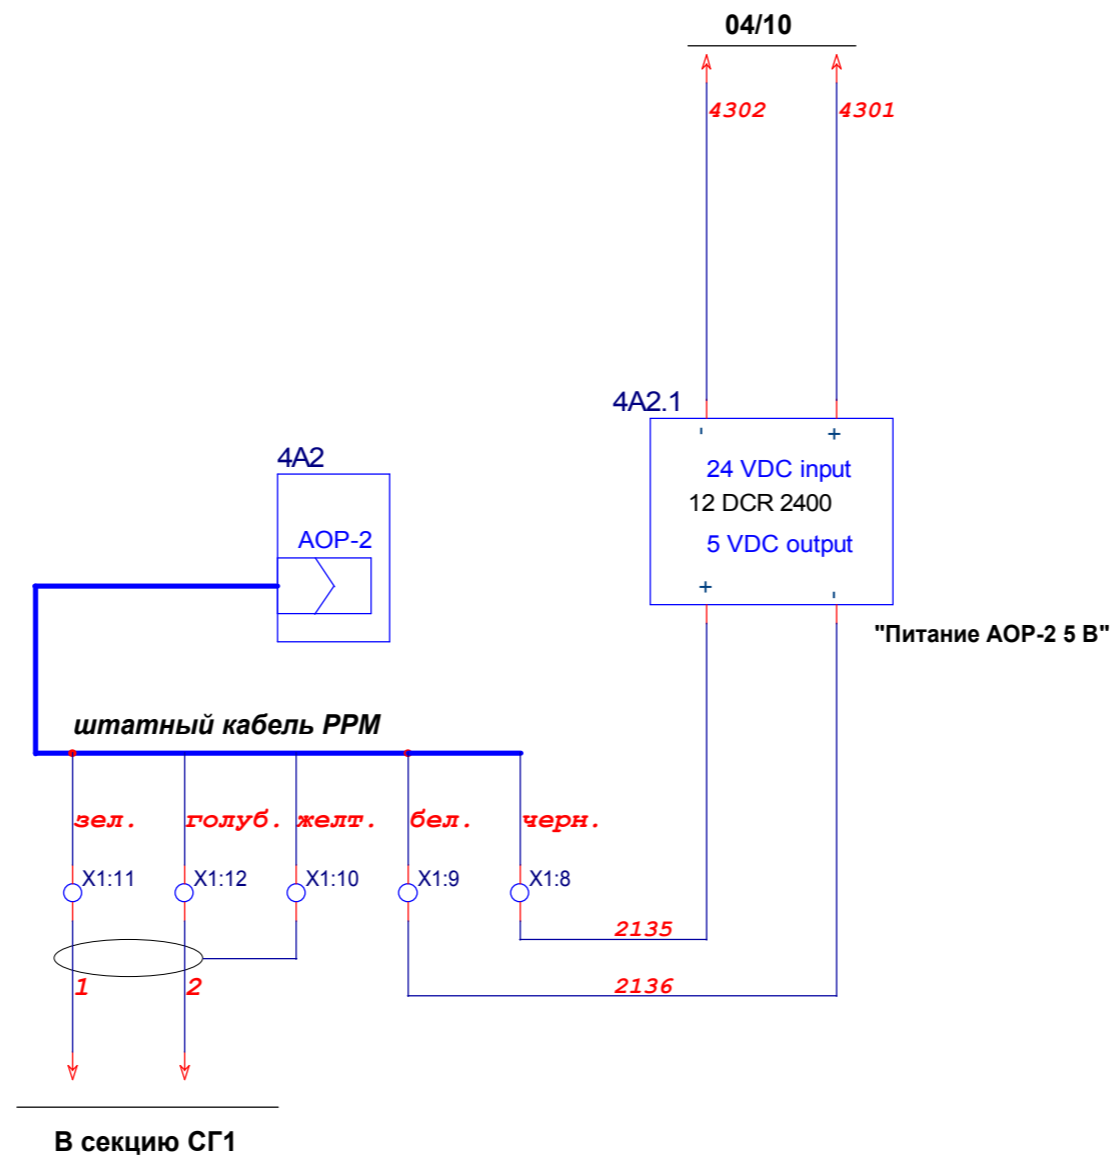 04/10
4302
4301
4A2.1
- +
24 VDC input
12 DCR 2400
5 VDC output
+ -
"Питание АОР-2 5 В"
4A2
АОР-2
штатный кабель РРМ
зел.
голуб.
желт.
бел.
черн.
X1:11
X1:12
X1:10
X1:9
X1:8
2135
2136
1
2
В секцию СГ1